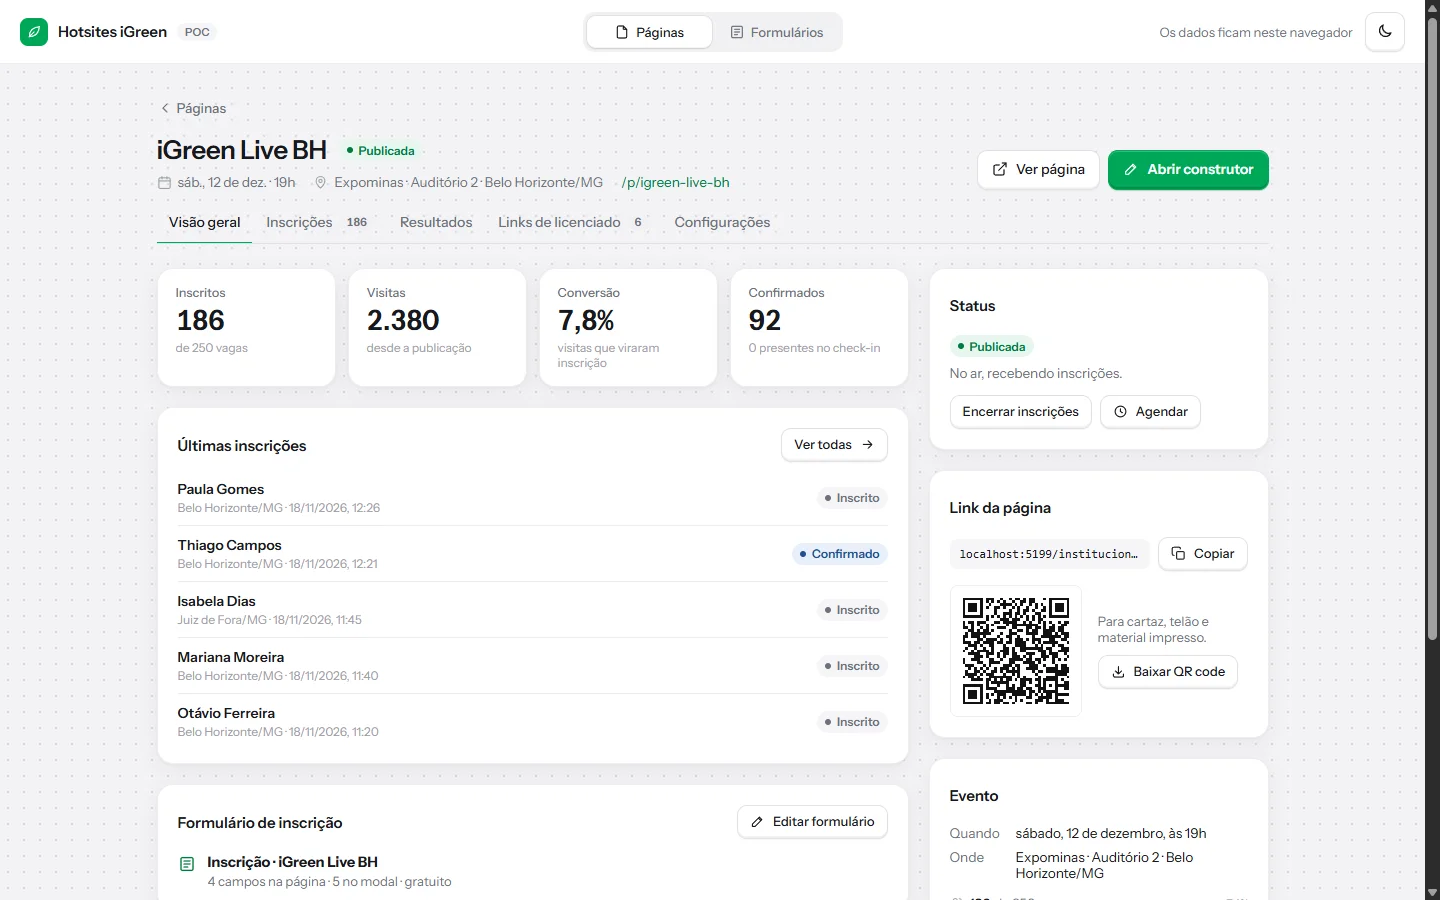 Hotsites iGreen POC
Páginas
Formulários
Os dados ficam neste navegador
Páginas
iGreen Live BH
Publicada
sáb., 12 de dez. · 19h
Expominas · Auditório 2 · Belo Horizonte/MG
/p/igreen-live-bh
Ver página
Abrir construtor
Visão geral
Inscrições 186
Resultados
Links de licenciado 6
Configurações
Inscritos
186
de 250 vagas
Visitas
2.380
desde a publicação
Conversão
7,8%
visitas que viraram
inscrição
Confirmados
92
0 presentes no check-in
Últimas inscrições
Ver todas
Paula Gomes
Belo Horizonte/MG · 18/11/2026, 12:26
Inscrito
Thiago Campos
Belo Horizonte/MG · 18/11/2026, 12:21
Confirmado
Isabela Dias
Juiz de Fora/MG · 18/11/2026, 11:45
Inscrito
Mariana Moreira
Belo Horizonte/MG · 18/11/2026, 11:40
Inscrito
Otávio Ferreira
Belo Horizonte/MG · 18/11/2026, 11:20
Inscrito
Formulário de inscrição
Editar formulário
Inscrição · iGreen Live BH
4 campos na página · 5 no modal · gratuito
Status
Publicada
No ar, recebendo inscrições.
Encerrar inscrições
Agendar
Link da página
localhost:5199/institucion…
Copiar
Para cartaz, telão e
material impresso.
Baixar QR code
Evento
Quando sábado, 12 de dezembro, às 19h
Onde Expominas · Auditório 2 · Belo
Horizonte/MG